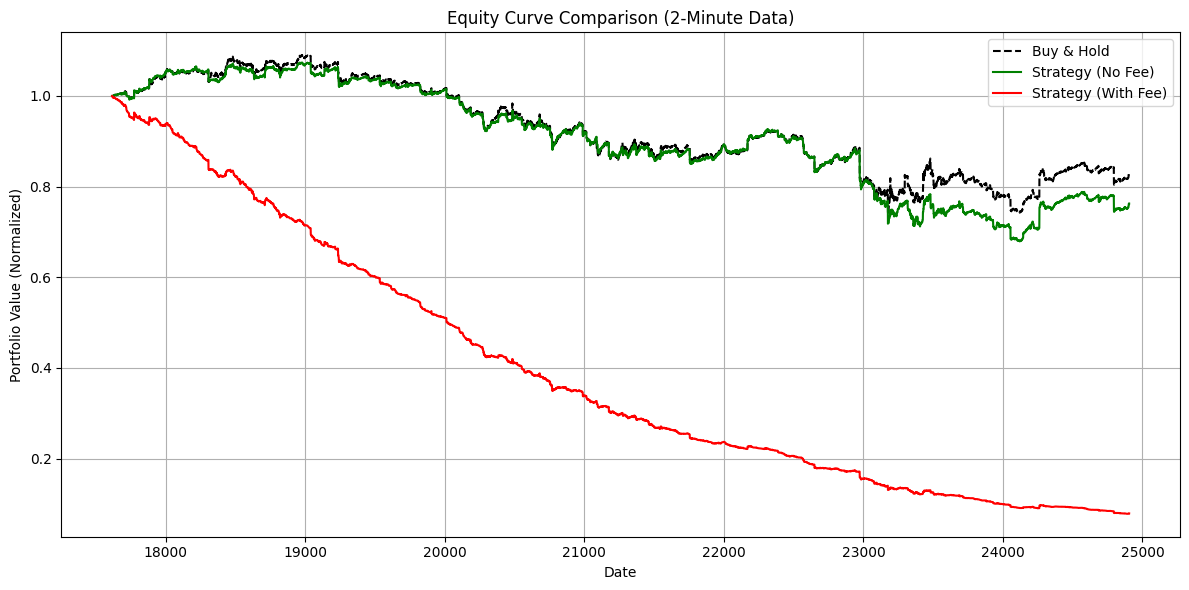 Equity Curve Comparison (2-Minute Data)
Buy & Hold
Strategy (No Fee)
Strategy (With Fee)
Portfolio Value (Normalized)
1.0
0.8
0.6
0.4
0.2
18000 19000 20000 21000 22000 23000 24000 25000
Date